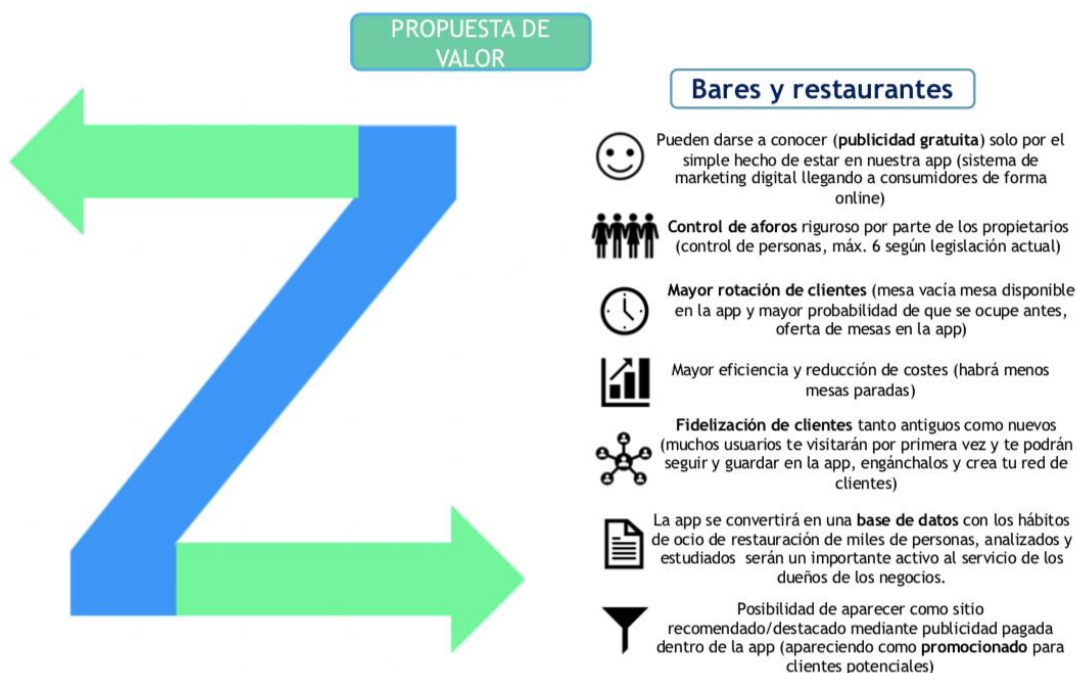 PROPUESTA DE
VALOR
Bares y restaurantes
Pueden darse a conocer (publicidad gratuita) solo por el
simple hecho de estar en nuestra app (sistema de
marketing digital llegando a consumidores de forma
online)
Control de aforos riguroso por parte de los propietarios
(control de personas, máx. 6 según legislación actual)
Mayor rotación de clientes (mesa vacía mesa disponible
en la app y mayor probabilidad de que se ocupe antes,
oferta de mesas en la app)
Mayor eficiencia y reducción de costes (habrá menos
mesas paradas)
Fidelización de clientes tanto antiguos como nuevos
(muchos usuarios te visitarán por primera vez y te podrán
seguir y guardar en la app, engánchalos y crea tu red de
clientes)
La app se convertirá en una base de datos con los hábitos
de ocio de restauración de miles de personas, analizados y
estudiados serán un importante activo al servicio de los
dueños de los negocios.
Posibilidad de aparecer como sitio
recomendado/destacado mediante publicidad pagada
dentro de la app (apareciendo como promocionado para
clientes potenciales)